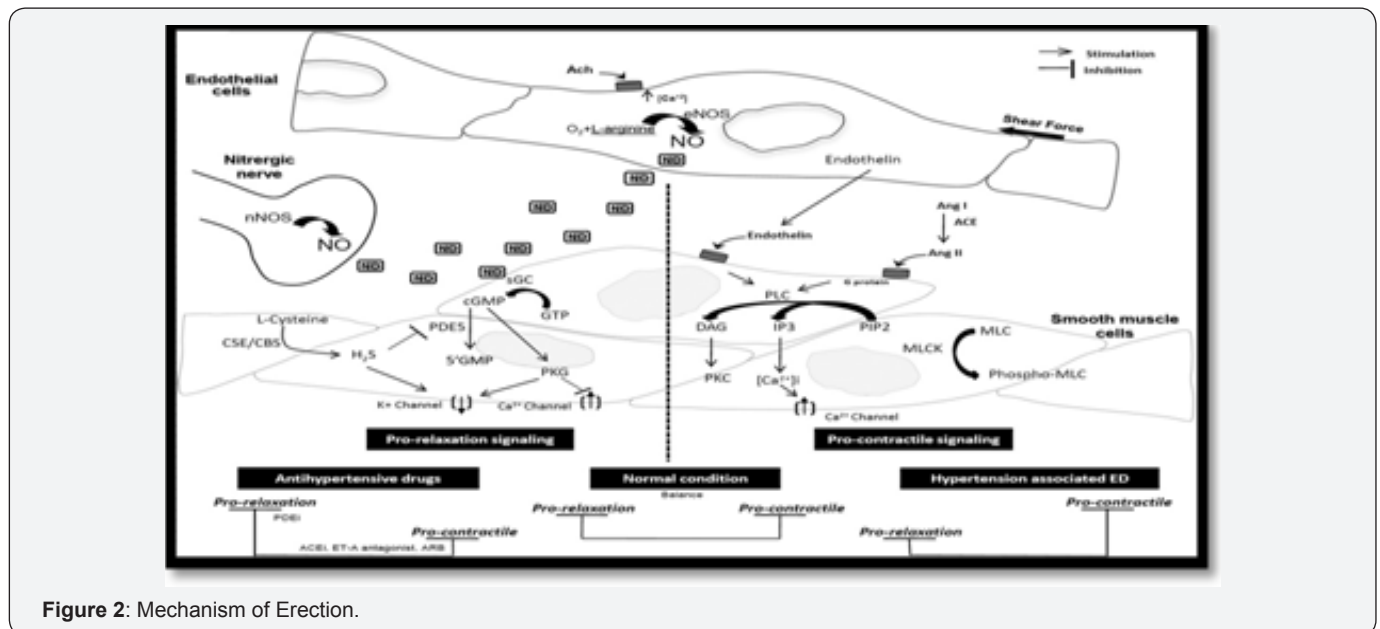 Stimulation
Inhibition
Endothelial
cells
Ach
[Ca⁺²]
eNOS
O₂+L-arginine
NO
Shear Force
Endothelin
Nitrergic
nerve
nNOS
NO
NO
NO
NO
NO
NO
NO
NO
NO
NO
NO
Ang I
ACE
Ang II
Endothelin
G protein
sGC
cGMP
GTP
PLC
DAG
IP3
PIP2
Smooth muscle
cells
L-Cysteine
CSE/CBS
H₂S
PDE5
5'GMP
PKG
PKC
[Ca²⁺]i
MLC
MLCK
Phospho-MLC
K+ Channel
Ca²⁺ Channel
Ca²⁺ Channel
Pro-relaxation signaling
Pro-contractile signaling
Antihypertensive drugs
Normal condition
Hypertension associated ED
Balance
Pro-relaxation
PDEi
Pro-contractile
ACEi, ET-A antagonist, ARB
Pro-relaxation
Pro-contractile
Pro-relaxation
Pro-contractile
Figure 2: Mechanism of Erection.